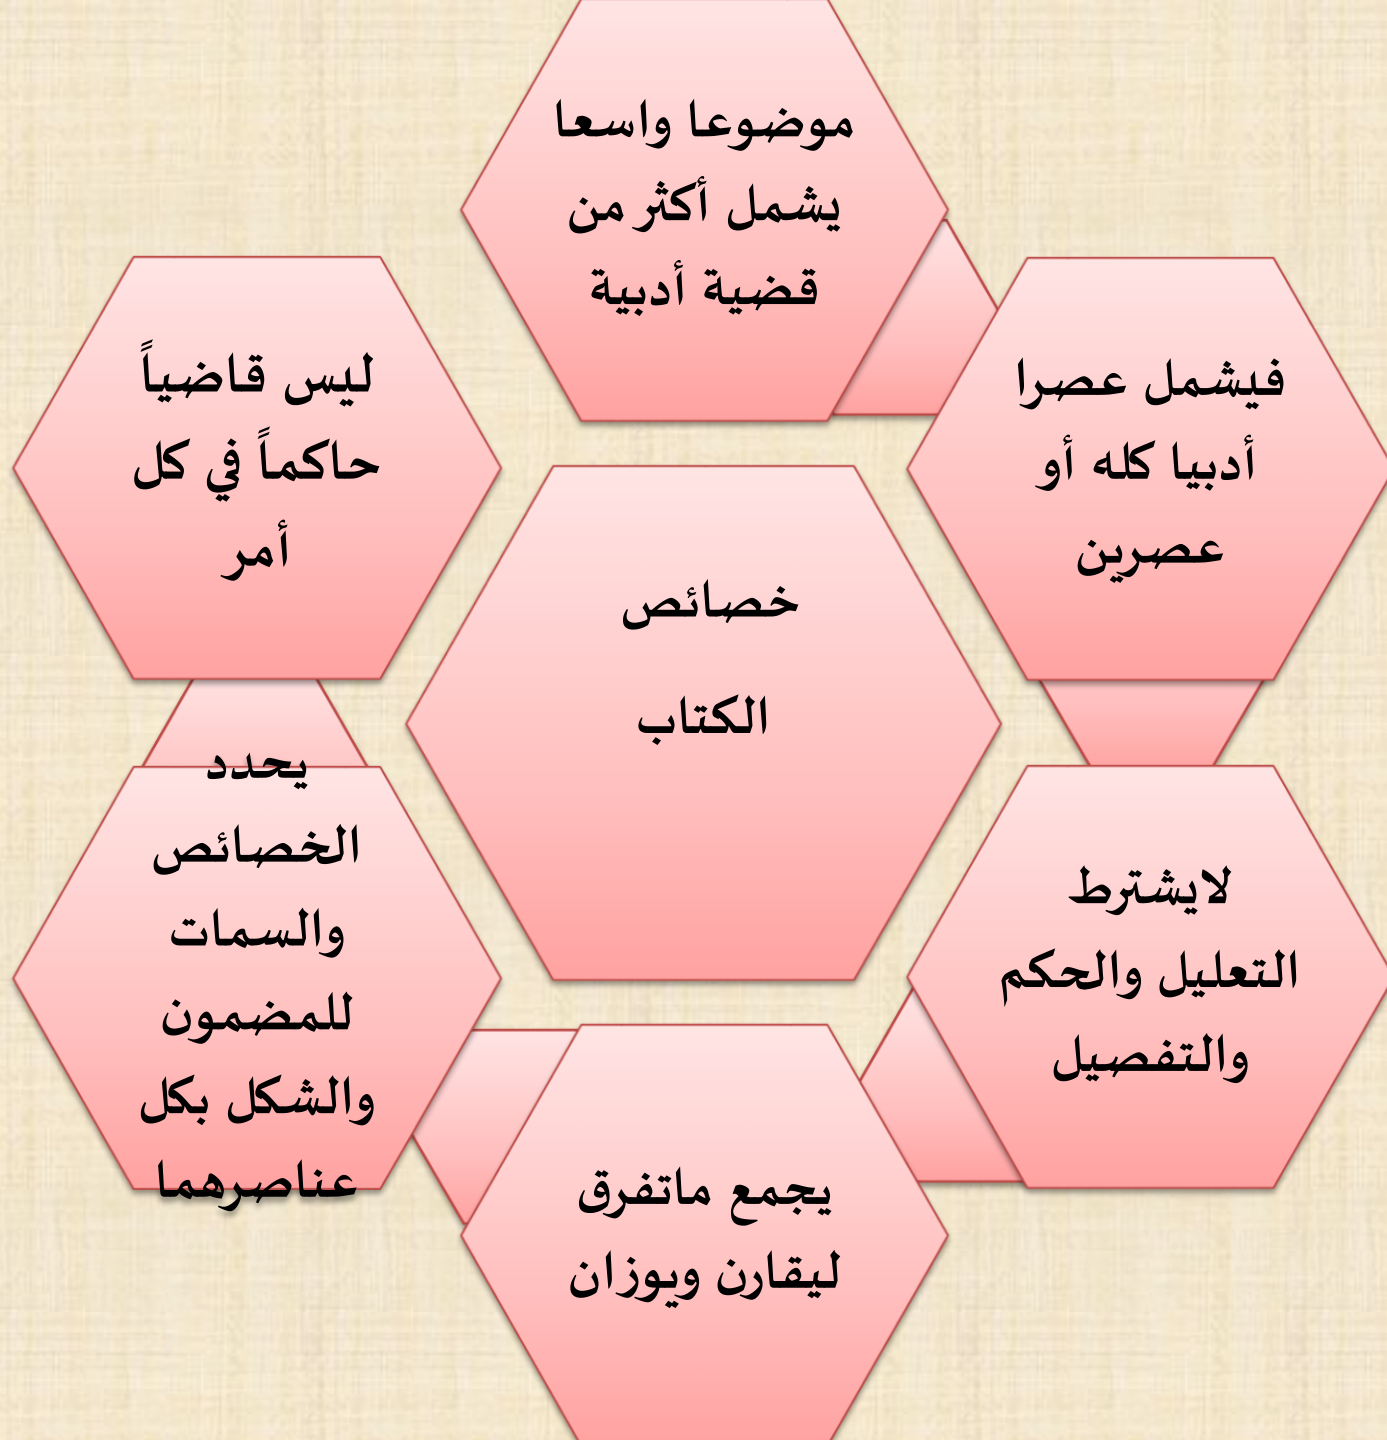 موضوعا واسعا
يشمل أكثر من
قضية أدبية
فيشمل عصرا
أدبيا كله أو
عصرين
لايشترط
التعليل والحكم
والتفصيل
يجمع ماتفرق
ليقارن ويوزان
يحدد
الخصائص
والسمات
للمضمون
والشكل بكل
عناصرهما
ليس قاضياً
حاكماً في كل
أمر
خصائص
الكتاب